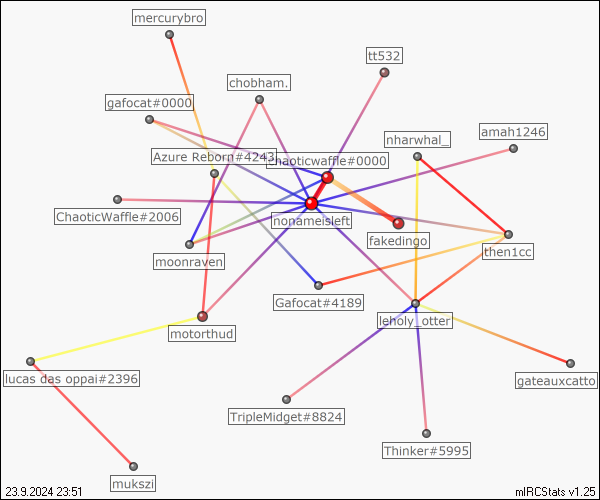 mercurybro
tt532
chobham.
gafocat#0000
nharwhal_
amah1246
Azure Reborn#4243
haoticwaffle#0000
ChaoticWaffle#2006
nonameisleft
fakedingo
then1cc
moonraven
Gafocat#4189
leholy_otter
motorthud
lucas das oppai#2396
gateauxcatto
TripleMidget#8824
Thinker#5995
mukszi
23.9.2024 23:51
mIRCStats v1.25